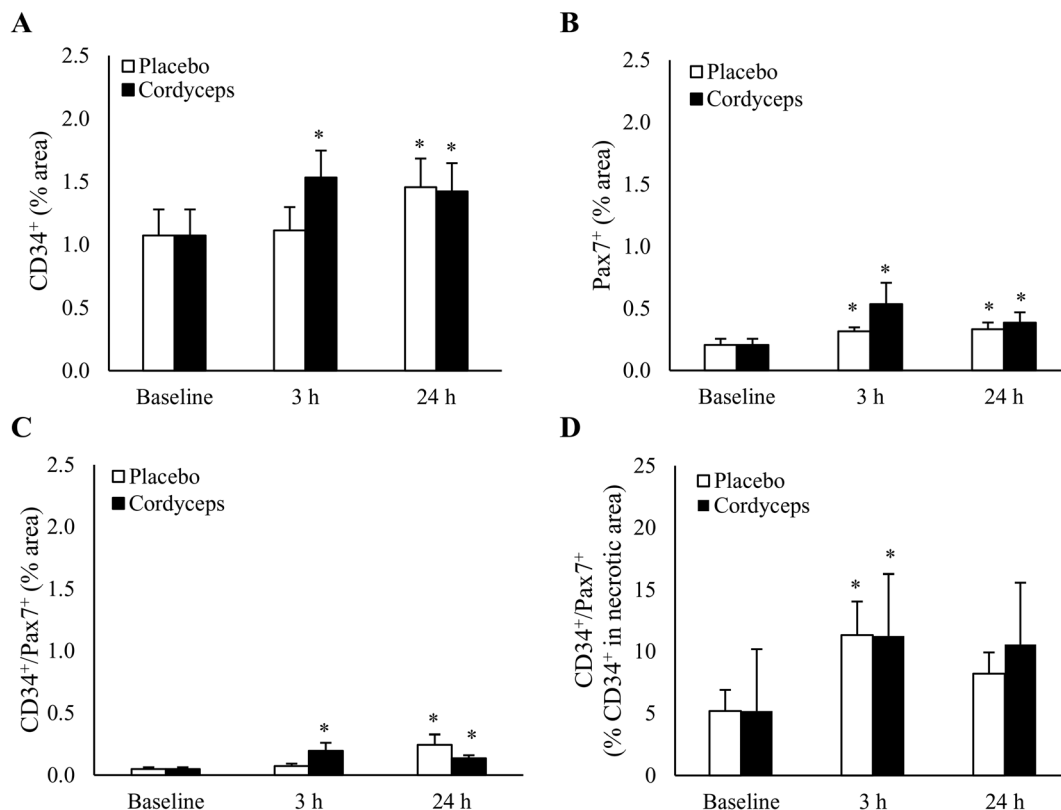 A
CD34⁺ (% area)
2.5
2.0
1.5
1.0
0.5
0.0
Placebo
Cordyceps
*
* *
Baseline 3 h 24 h
B
Pax7⁺ (% area)
2.5
2.0
1.5
1.0
0.5
0.0
Placebo
Cordyceps
* *
* *
Baseline 3 h 24 h
C
CD34⁺/Pax7⁺ (% area)
2.5
2.0
1.5
1.0
0.5
0.0
Placebo
Cordyceps
*
* *
Baseline 3 h 24 h
D
CD34⁺/Pax7⁺
(% CD34⁺ in necrotic area)
25
20
15
10
5
0
Placebo
Cordyceps
* *
Baseline 3 h 24 h